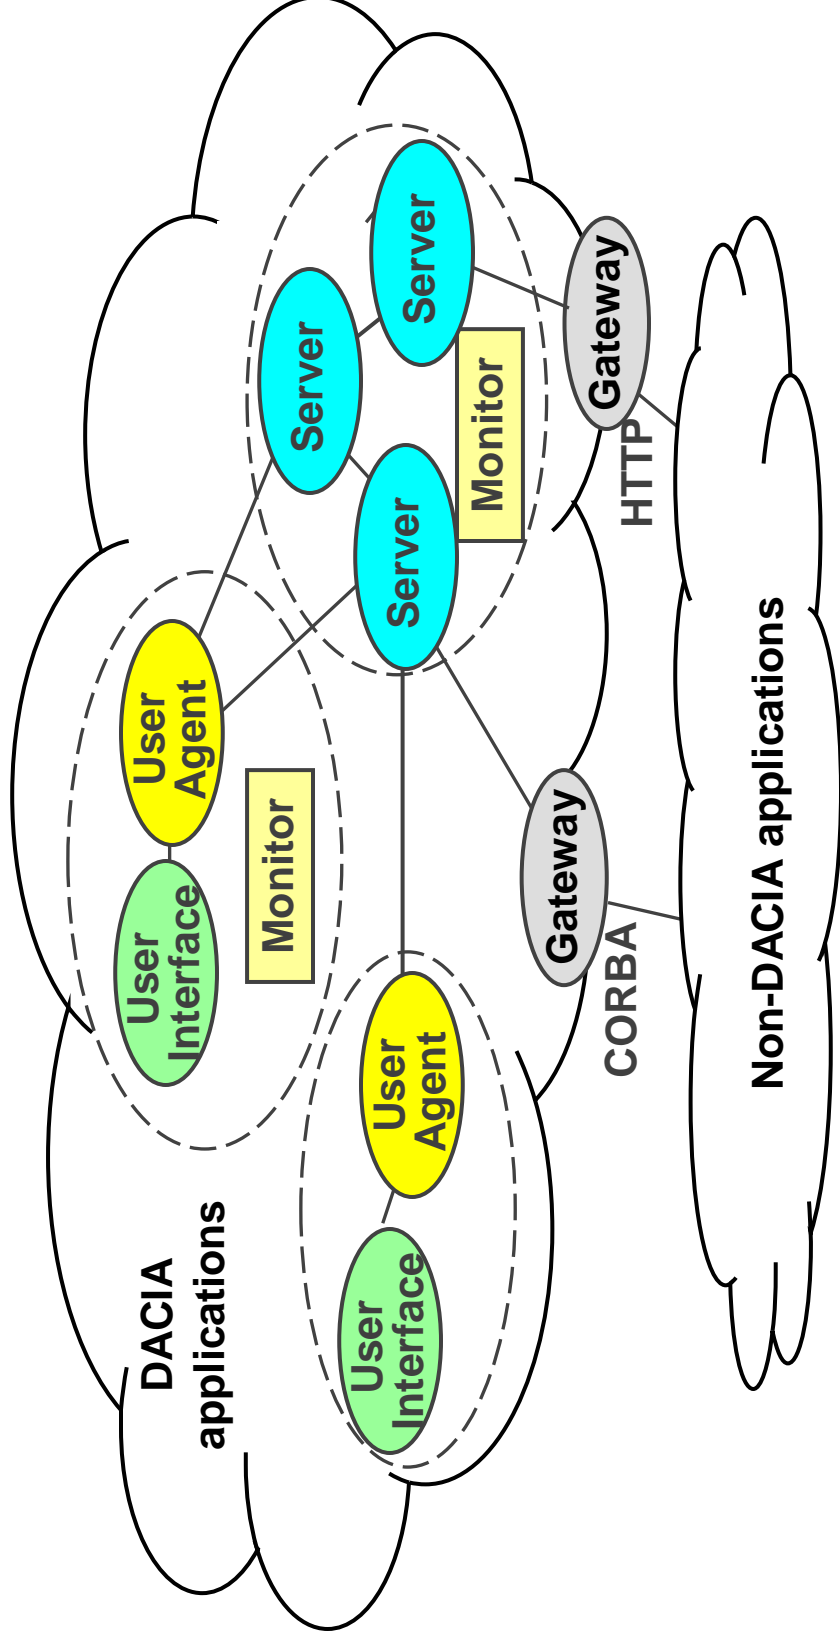 DACIA
applications
User
Interface
User
Agent
Monitor
Server
Server
Server
Monitor
User
Interface
User
Agent
Gateway
Gateway
CORBA
HTTP
Non-DACIA applications